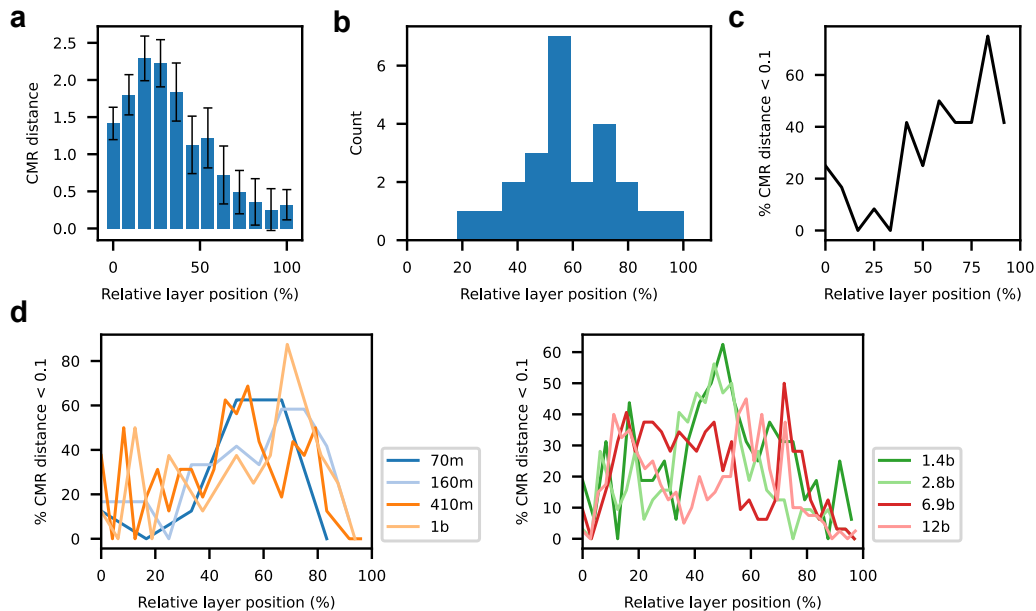 a
CMR distance
2.5
2.0
1.5
1.0
0.5
0.0
0 50 100
Relative layer position (%)
b
Count
6
4
2
0
0 20 40 60 80 100
Relative layer position (%)
c
% CMR distance < 0.1
60
40
20
0
0 25 50 75 100
Relative layer position (%)
d
% CMR distance < 0.1
80
60
40
20
0
0 20 40 60 80 100
Relative layer position (%)
70m
160m
410m
1b
% CMR distance < 0.1
60
50
40
30
20
10
0
0 20 40 60 80 100
Relative layer position (%)
1.4b
2.8b
6.9b
12b